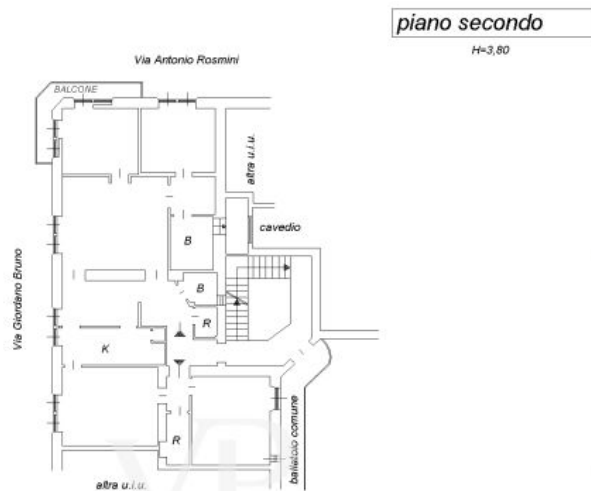 piano secondo
H=3,80
Via Antonio Rosmini
BALCONE
altra u.i.u.
B
cavedio
Via Giordano Bruno
B
R
K
R
ballatoio comune
altra u.i.u.